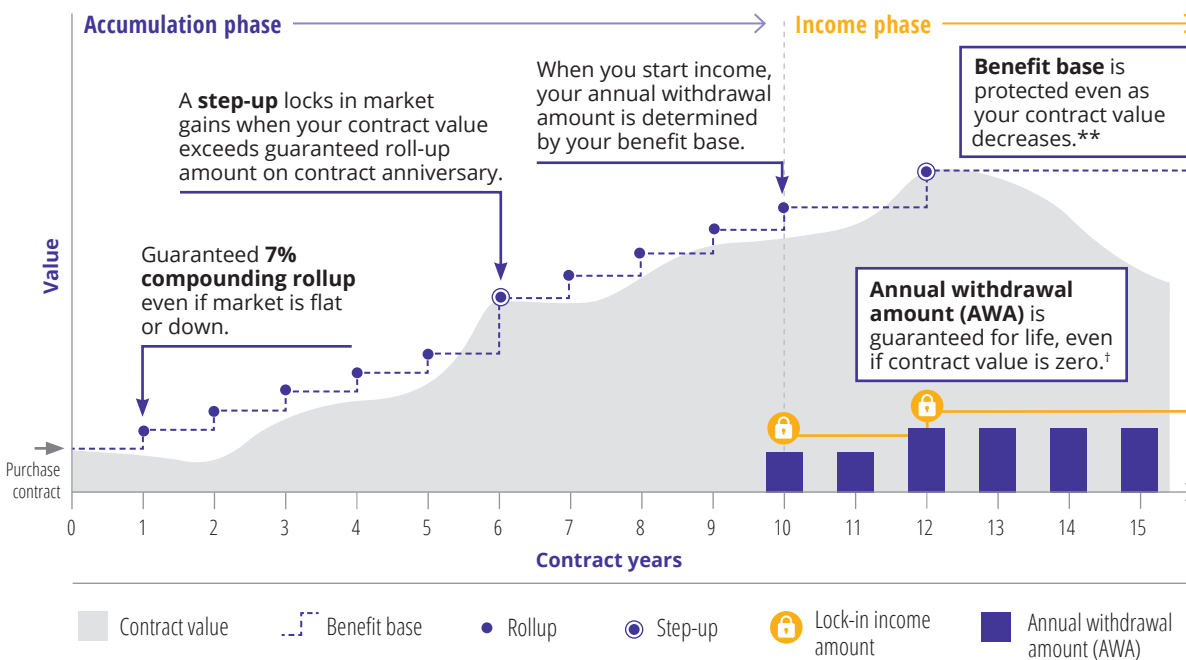 Accumulation phase
Income phase
A step-up locks in market
gains when your contract value
exceeds guaranteed roll-up
amount on contract anniversary.
When you start income,
your annual withdrawal
amount is determined
by your benefit base.
Benefit base is
protected even as
your contract value
decreases.**
Guaranteed 7%
compounding rollup
even if market is flat
or down.
Annual withdrawal
amount (AWA) is
guaranteed for life, even
if contract value is zero.†
Value
Purchase
contract
0 1 2 3 4 5 6 7 8 9 10 11 12 13 14 15
Contract years
Contract value
Benefit base
Rollup
Step-up
Lock-in income
amount
Annual withdrawal
amount (AWA)